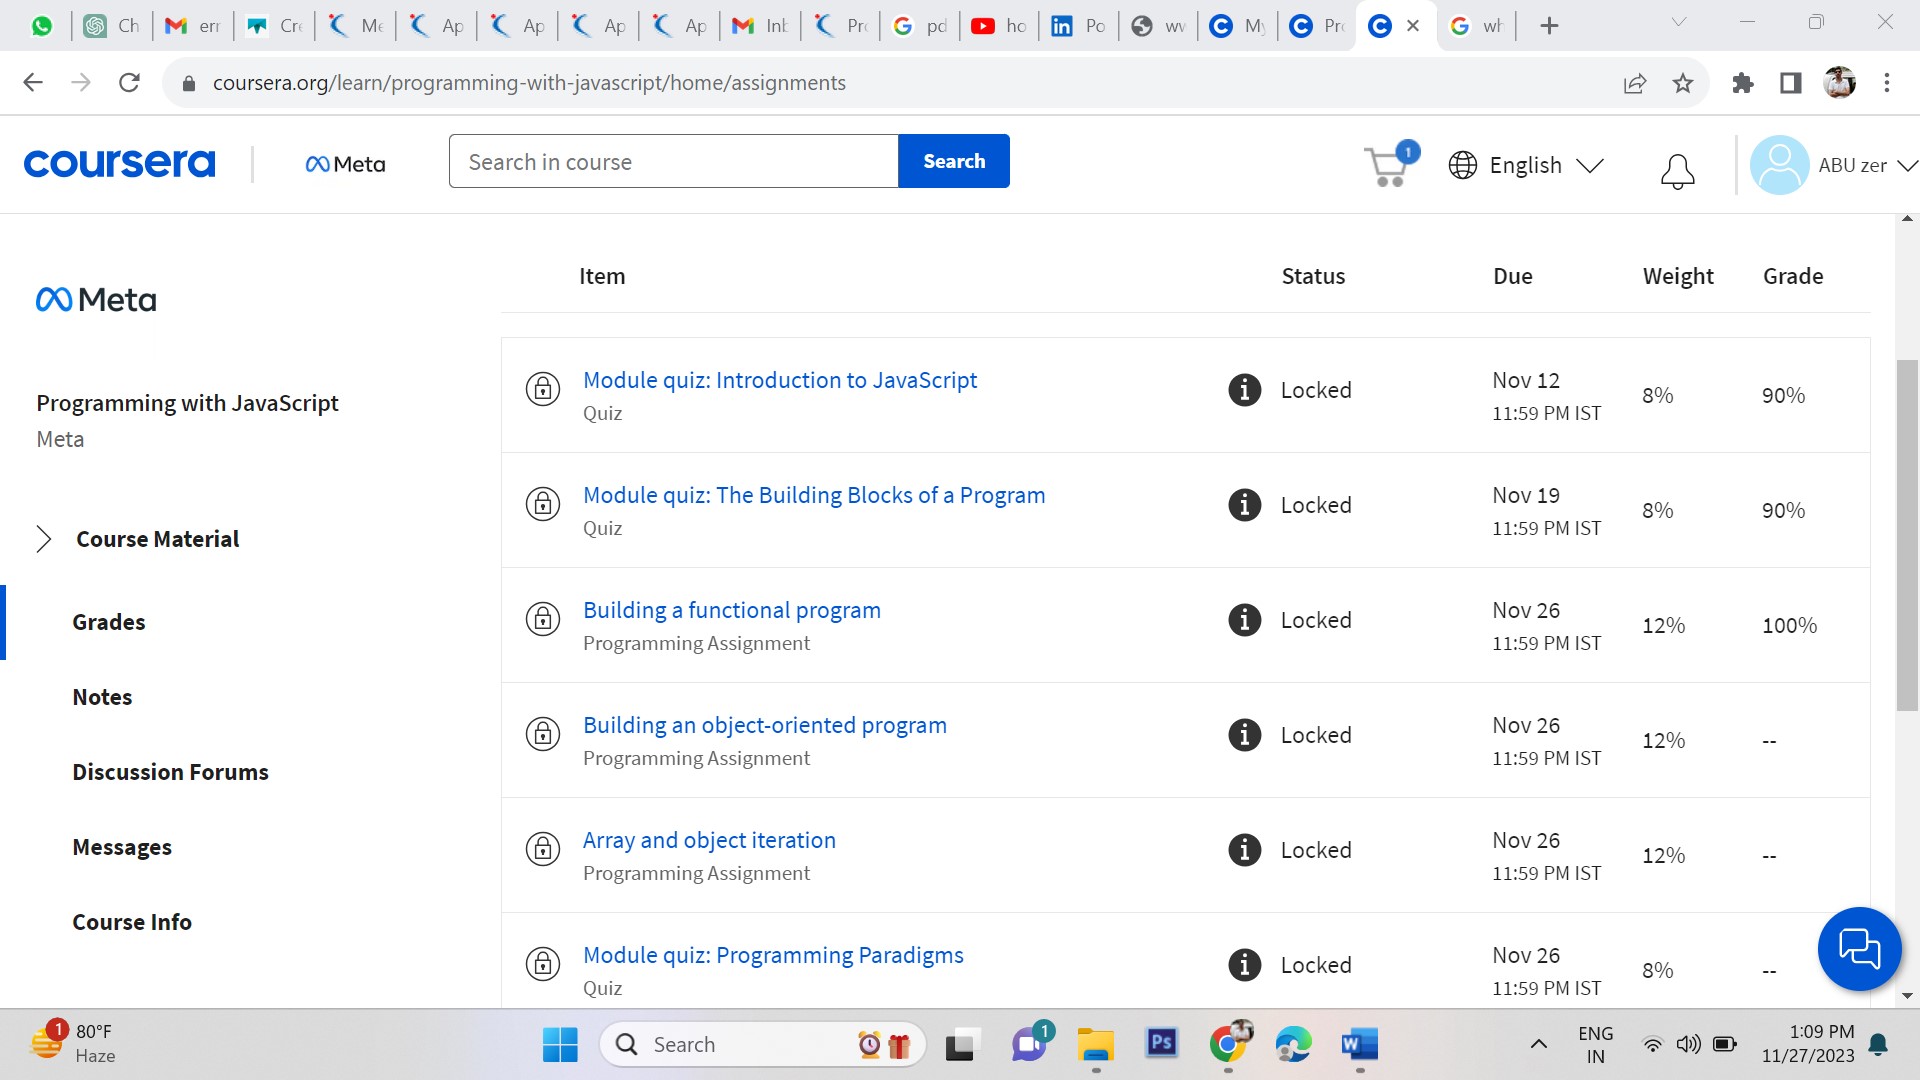 Ch
err
Cre
Me
Ap
Ap
Ap
Ap
Inb
Pro
pd
ho
in Po
wv
My
Pro
wh
coursera.org/learn/programming-with-javascript/home/assignments
coursera
Meta
Search in course
Search
1
English
ABU zer
Meta
Programming with JavaScript
Meta
Course Material
Grades
Notes
Discussion Forums
Messages
Course Info
Item Status Due Weight Grade
Module quiz: Introduction to JavaScript
Quiz
Locked
Nov 12
11:59 PM IST
8%
90%
Module quiz: The Building Blocks of a Program
Quiz
Locked
Nov 19
11:59 PM IST
8%
90%
Building a functional program
Programming Assignment
Locked
Nov 26
11:59 PM IST
12%
100%
Building an object-oriented program
Programming Assignment
Locked
Nov 26
11:59 PM IST
12%
--
Array and object iteration
Programming Assignment
Locked
Nov 26
11:59 PM IST
12%
--
Module quiz: Programming Paradigms
Quiz
Locked
Nov 26
11:59 PM IST
8%
--
1
80°F
Haze
Search
1
Ps
W
ENG
IN
1:09 PM
11/27/2023